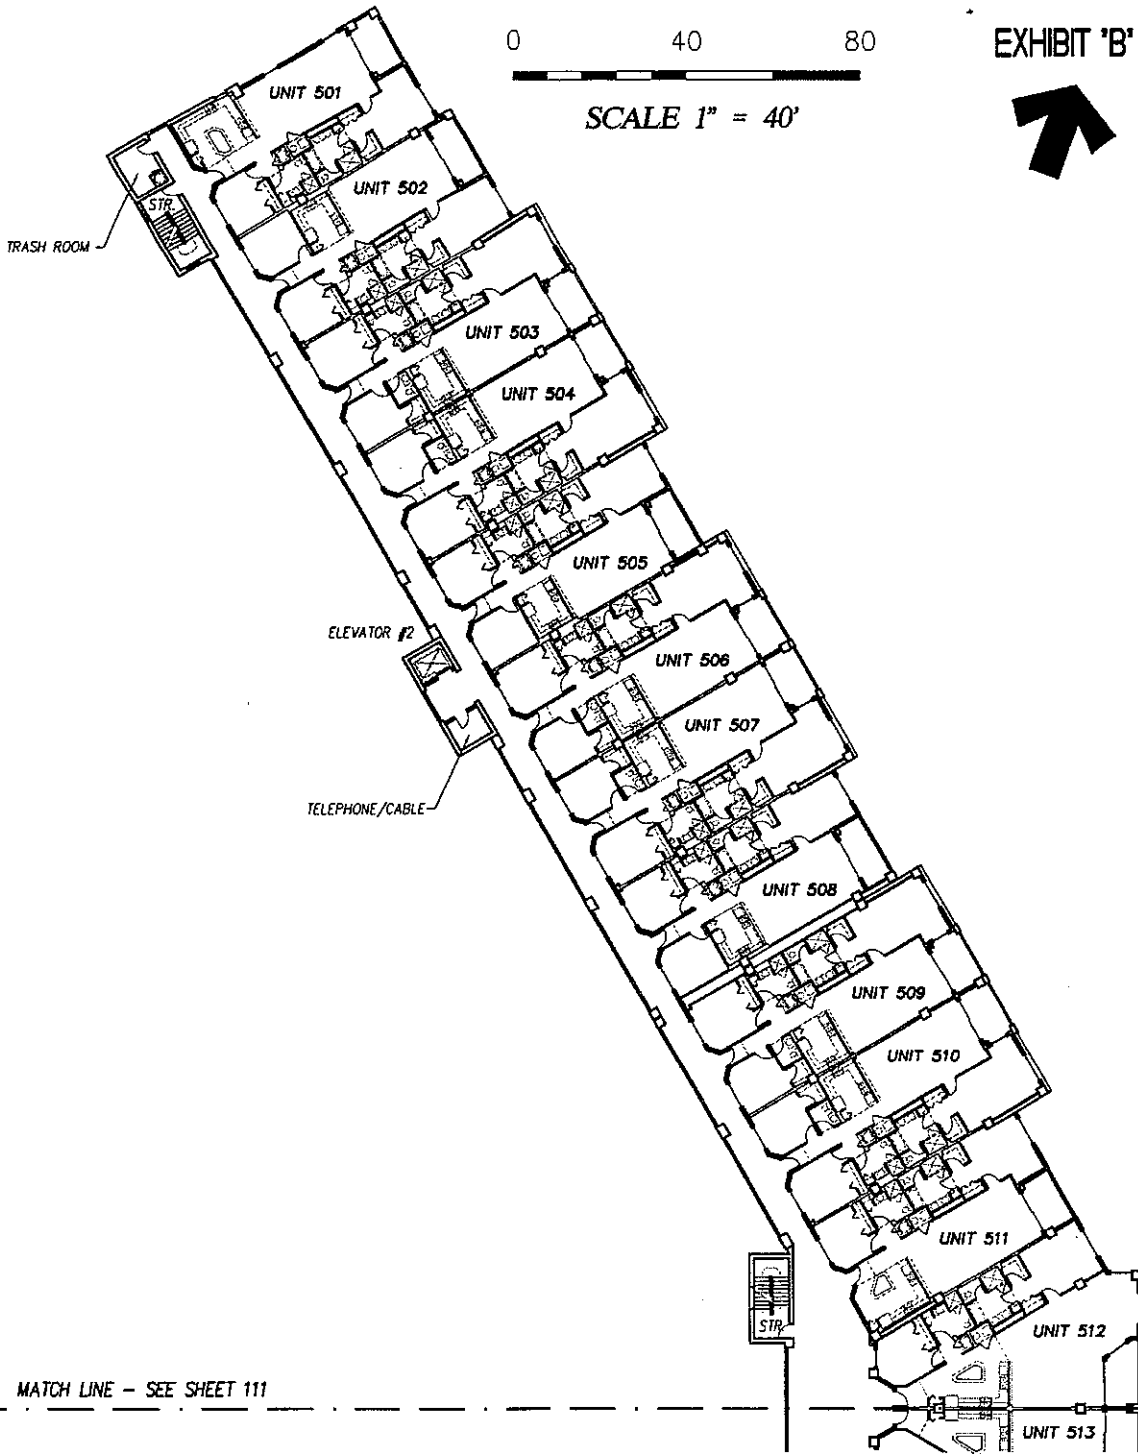 0 40 80
EXHIBIT 'B'
SCALE 1" = 40'
UNIT 501
UNIT 502
STR.
TRASH ROOM
UNIT 503
UNIT 504
UNIT 505
ELEVATOR #2
UNIT 506
UNIT 507
TELEPHONE/CABLE
UNIT 508
UNIT 509
UNIT 510
UNIT 511
STR.
UNIT 512
MATCH LINE - SEE SHEET 111
UNIT 513